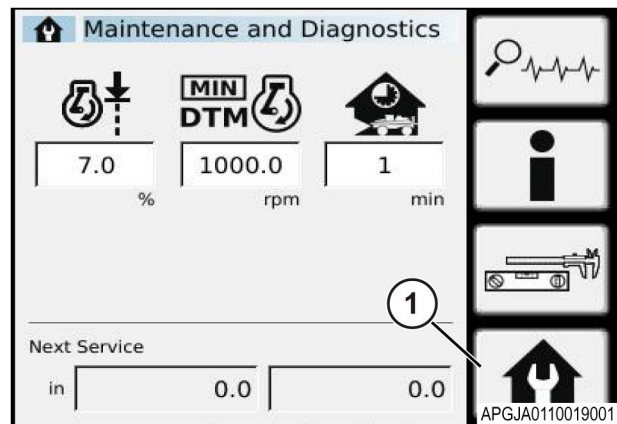 Maintenance and Diagnostics
MIN
DTM
7.0 1000.0 1
% rpm min
1
Next Service
in 0.0 0.0
APGJA0110019001